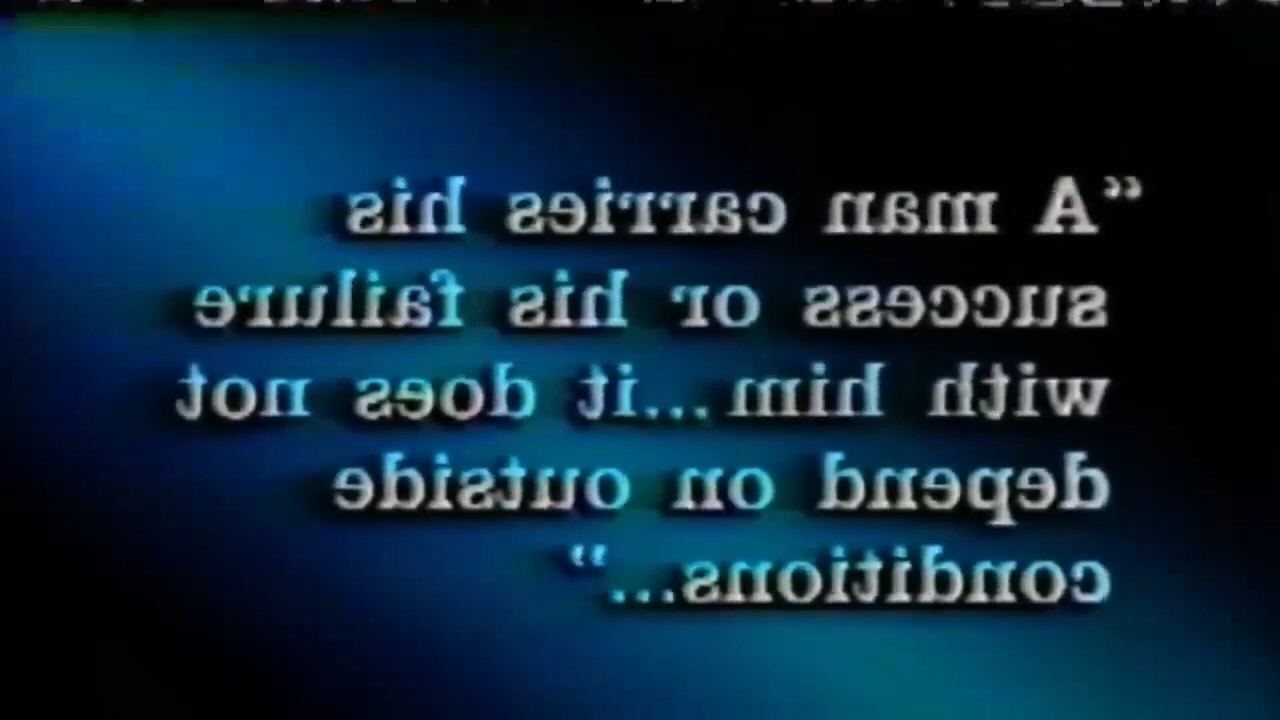 “A man carries his
success or his failure
with him...it does not
depend on outside
conditions...”